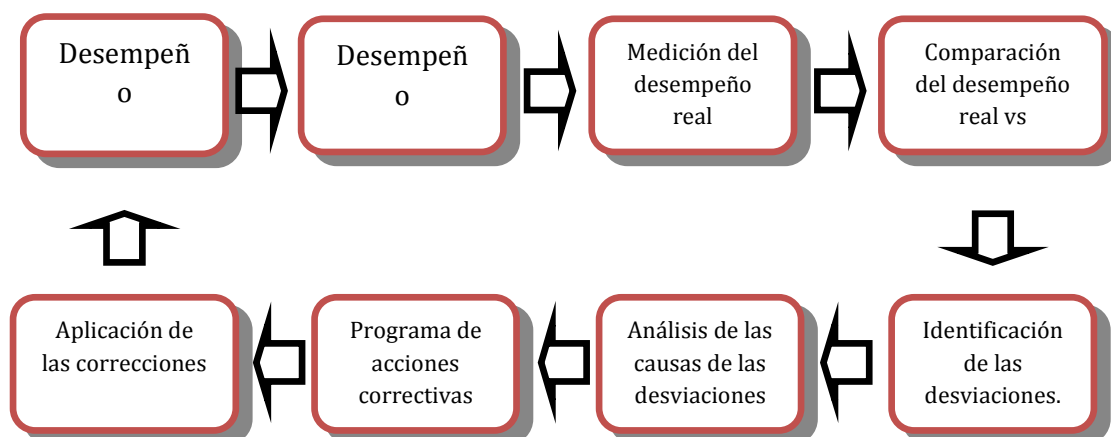 Desempeñ
o
Desempeñ
o
Medición del
desempeño
real
Comparación
del desempeño
real vs
Identificación
de las
desviaciones.
Análisis de las
causas de las
desviaciones
Programa de
acciones
correctivas
Aplicación de
las correcciones